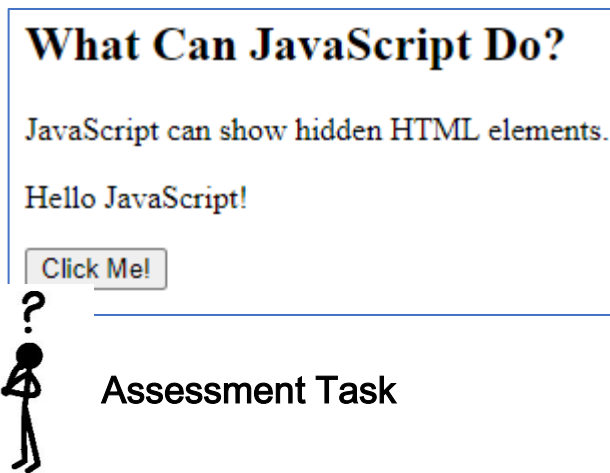 What Can JavaScript Do?
JavaScript can show hidden HTML elements.
Hello JavaScript!
Click Me!
?
Assessment Task